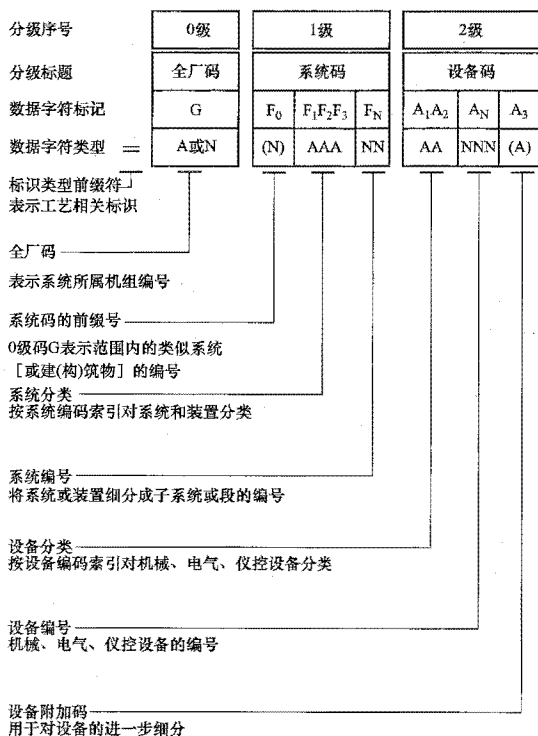 分级序号 0级 1级 2级
分级标题 全厂码 系统码 设备码
数据字符标记 G F₀ F₁F₂F₃ F_N A₁A₂ A_N A₃
数据字符类型 = A或N (N) AAA NN AA NNN (A)
标识类型前缀符
表示工艺相关标识
全厂码
表示系统所属机组编号
系统码的前缀号
0级码G表示范围内的类似系统
[或建(构)筑物] 的编号
系统分类
按系统编码索引对系统和装置分类
系统编号
将系统或装置细分成子系统或段的编号
设备分类
按设备编码索引对机械、电气、仪控设备分类
设备编号
机械、电气、仪控设备的编号
设备附加码
用于对设备的进一步细分